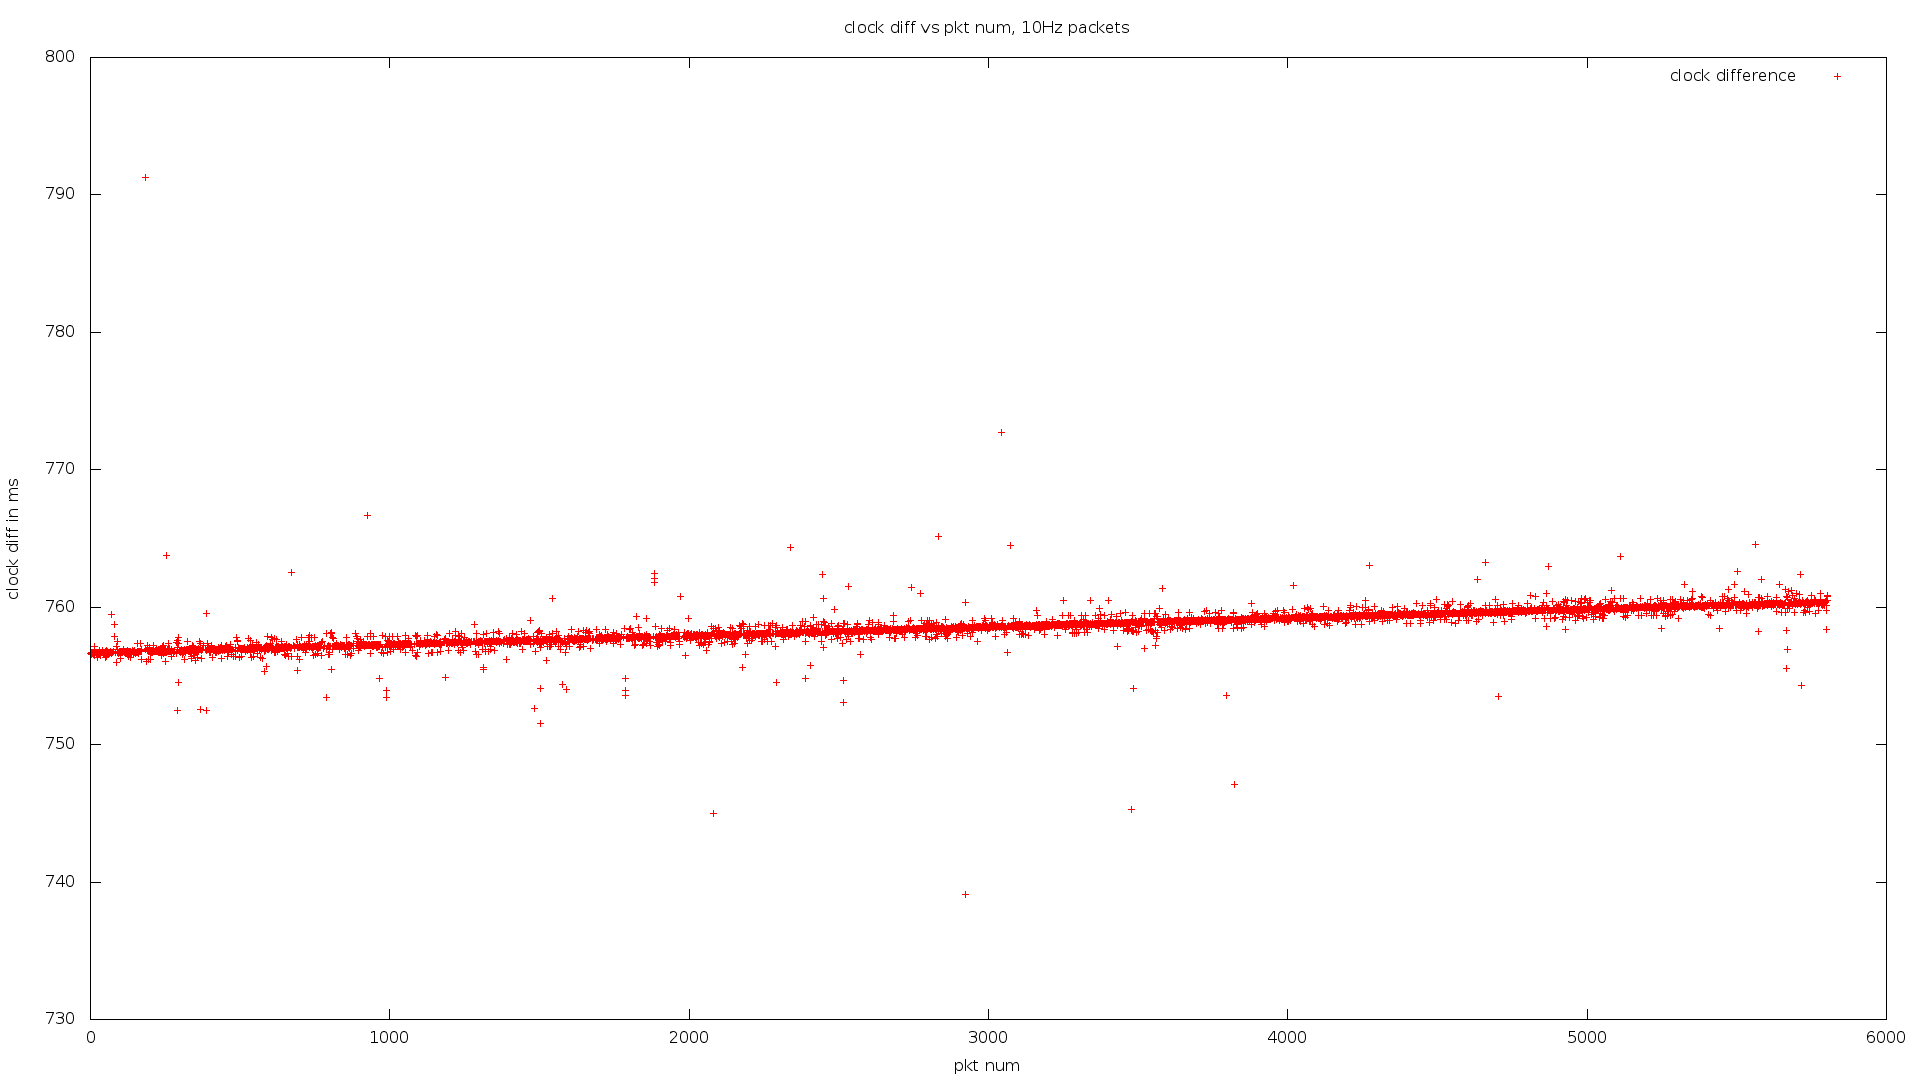 clock diff vs pkt num, 10Hz packets
clock difference
800
790
780
770
760
750
740
730
clock diff in ms
0 1000 2000 3000 4000 5000 6000
pkt num